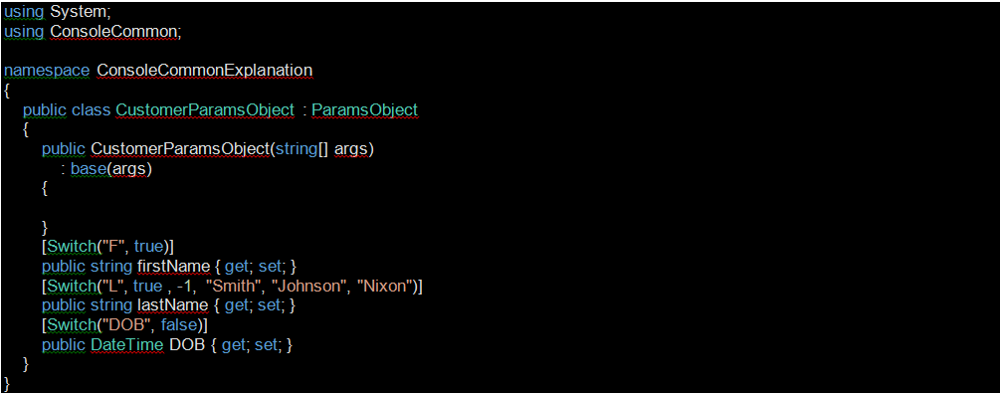 using System;
using ConsoleCommon;
namespace ConsoleCommonExplanation
{
public class CustomerParamsObject : ParamsObject
{
public CustomerParamsObject(string[] args)
: base(args)
{
}
[Switch("F", true)]
public string firstName { get; set; }
[Switch("L", true , -1, "Smith", "Johnson", "Nixon")]
public string lastName { get; set; }
[Switch("DOB", false)]
public DateTime DOB { get; set; }
}
}